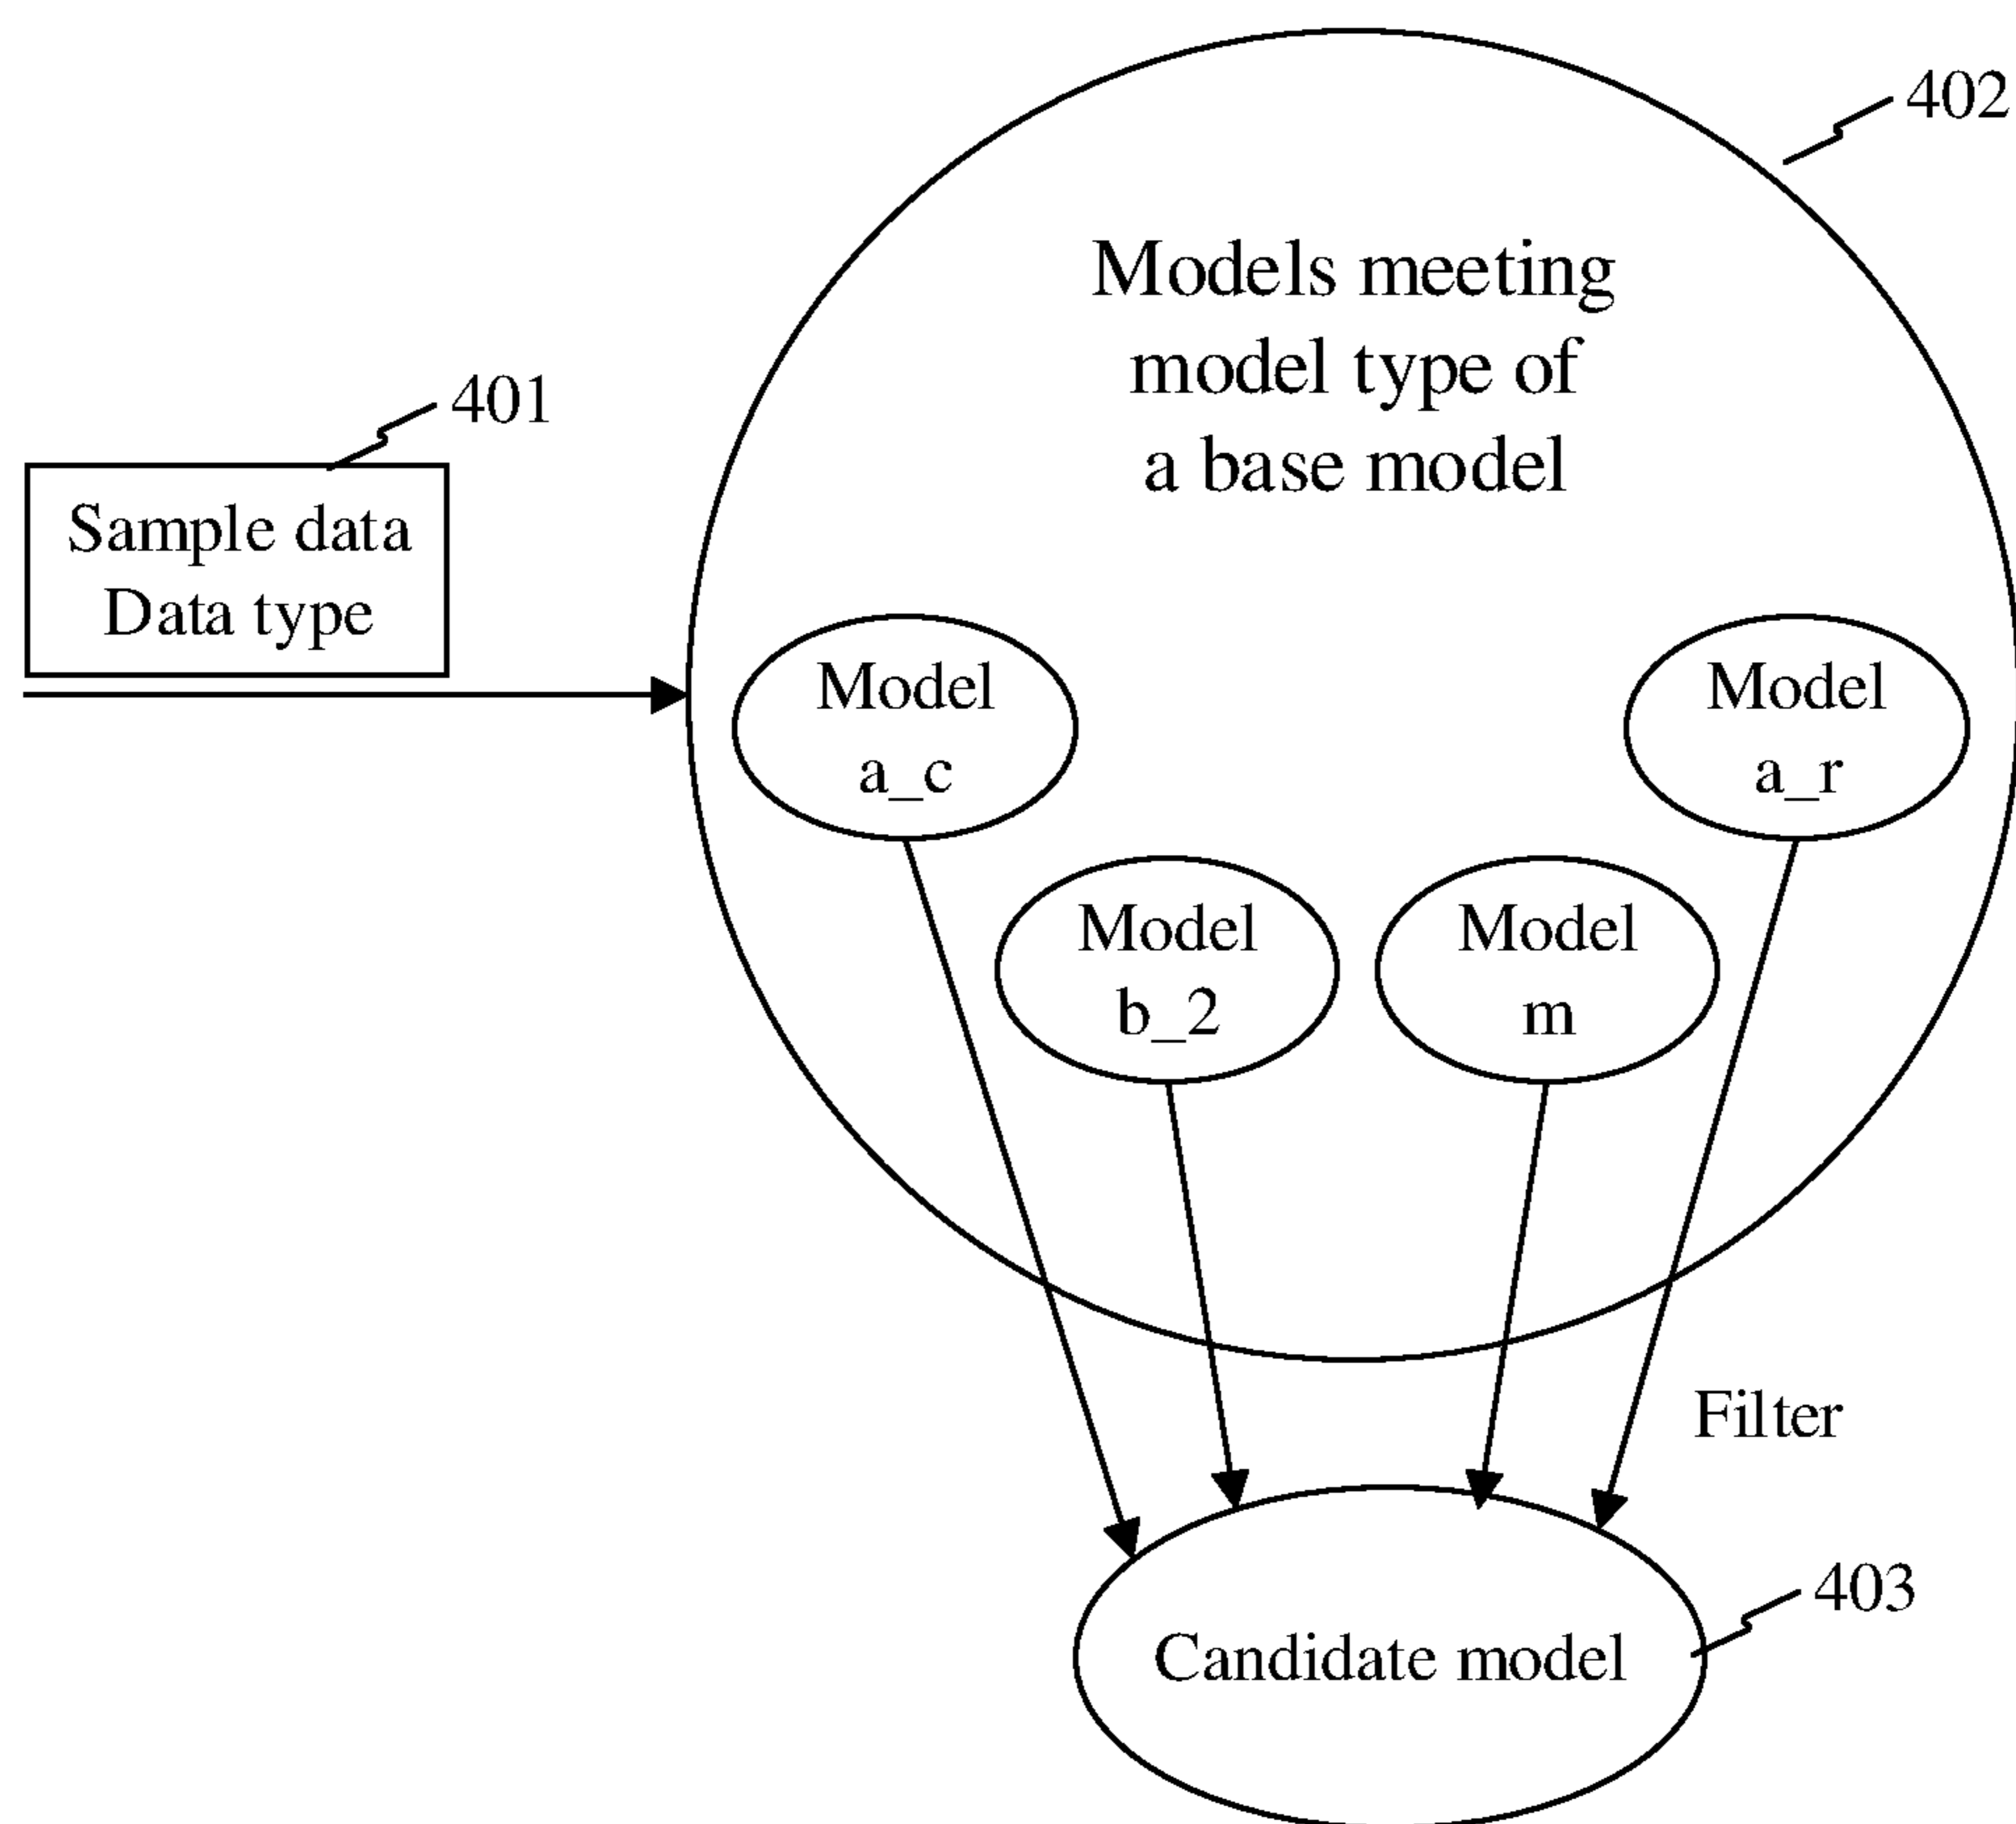 402
Models meeting
model type of
a base model
401
Sample data
Data type
Model
a_c
Model
a_r
Model
b_2
Model
m
Filter
403
Candidate model